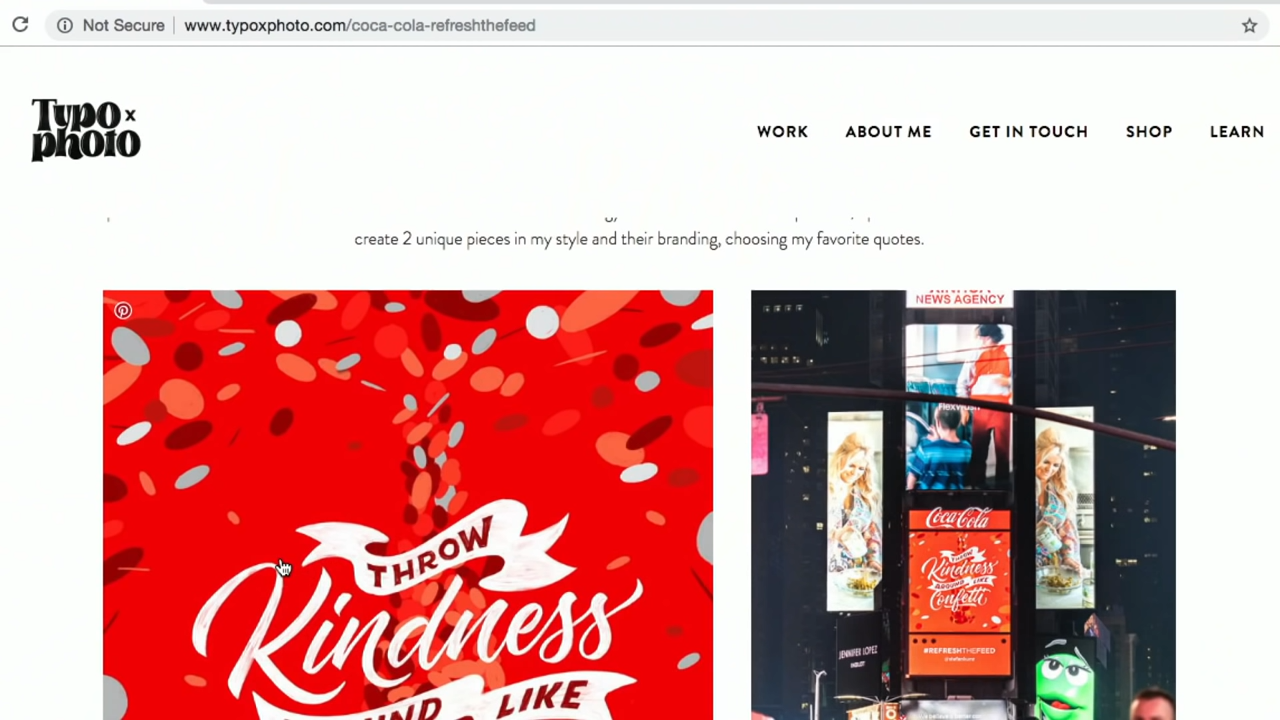 Not Secure
www.typoxphoto.com/coca-cola-refreshthefeed
Typo x
photo
WORK
ABOUT ME
GET IN TOUCH
SHOP
LEARN
create 2 unique pieces in my style and their branding, choosing my favorite quotes.
THROW
Kindness
LIKE
NEWS AGENCY
Coca-Cola
THROW
Kindness
AROUND LIKE
Confetti
#REFRESHTHEFEED
JENNIFER LOPEZ